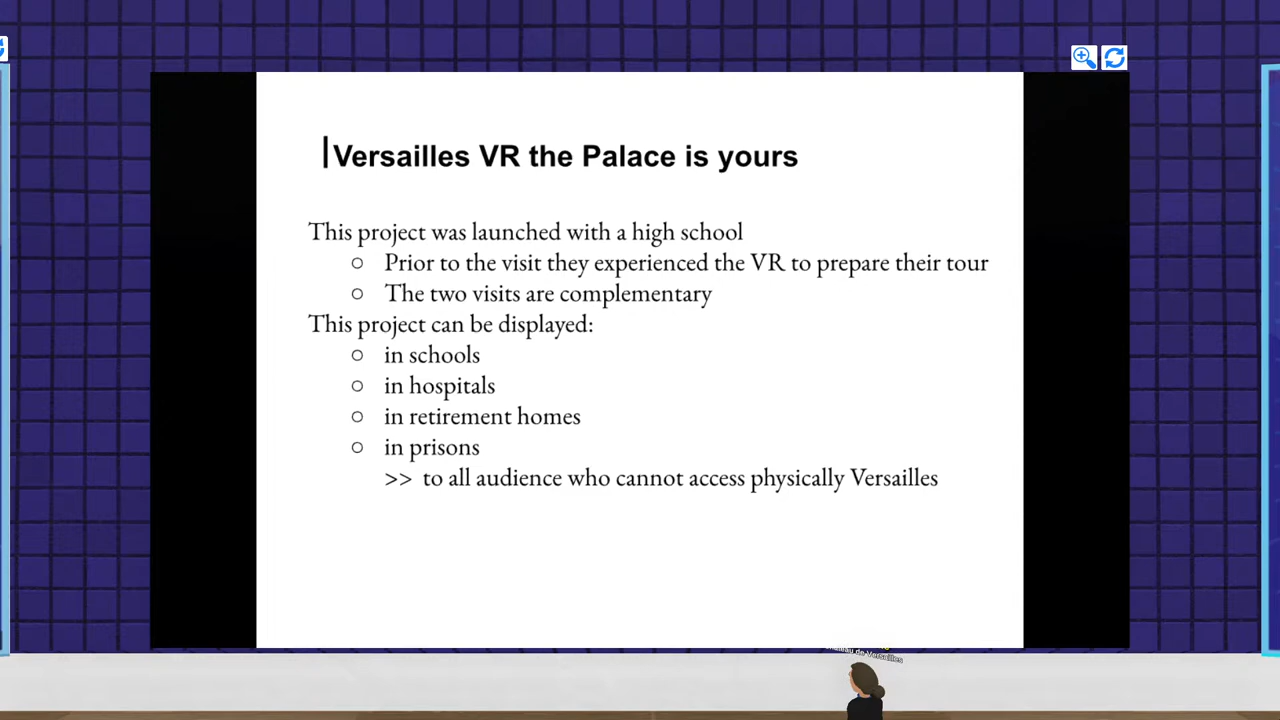 Versailles VR the Palace is yours
This project was launched with a high school
○ Prior to the visit they experienced the VR to prepare their tour
○ The two visits are complementary
This project can be displayed:
○ in schools
○ in hospitals
○ in retirement homes
○ in prisons
>> to all audience who cannot access physically Versailles
de Versailles